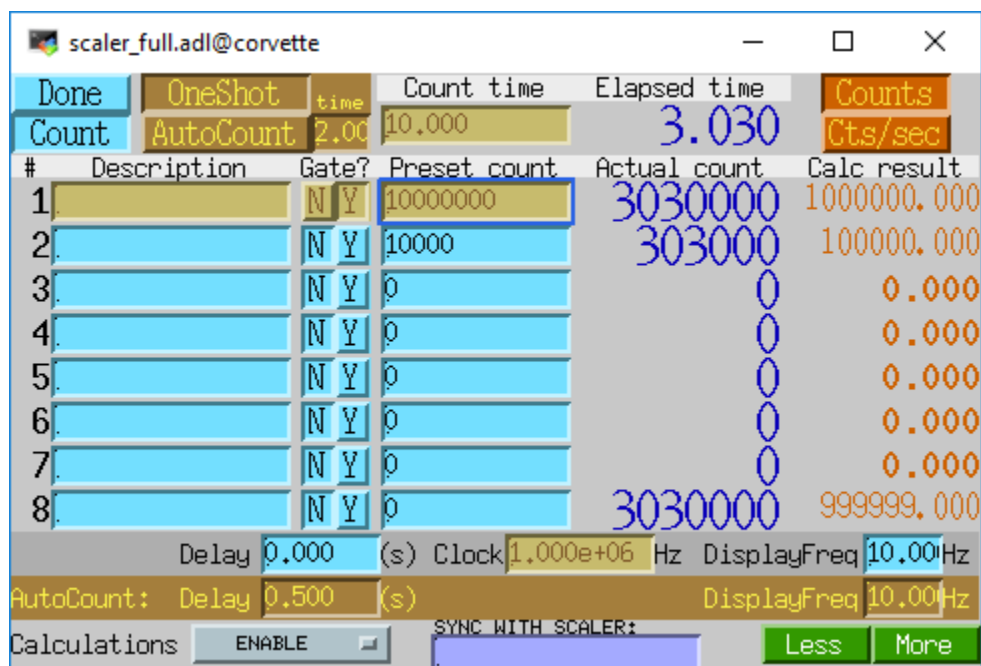 scaler_full.adl@corvette
Done OneShot time Count time Elapsed time Counts
Count AutoCount 2.00 10.000 3.030 Cts/sec
# Description Gate? Preset count Actual count Calc result
1 N Y 10000000 3030000 1000000.000
2 N Y 10000 303000 100000.000
3 N Y 0 0 0.000
4 N Y 0 0 0.000
5 N Y 0 0 0.000
6 N Y 0 0 0.000
7 N Y 0 0 0.000
8 N Y 0 3030000 999999.000
Delay 0.000 (s) Clock 1.000e+06 Hz DisplayFreq 10.00 Hz
AutoCount: Delay 0.500 (s) DisplayFreq 10.00 Hz
Calculations ENABLE SYNC WITH SCALER: Less More